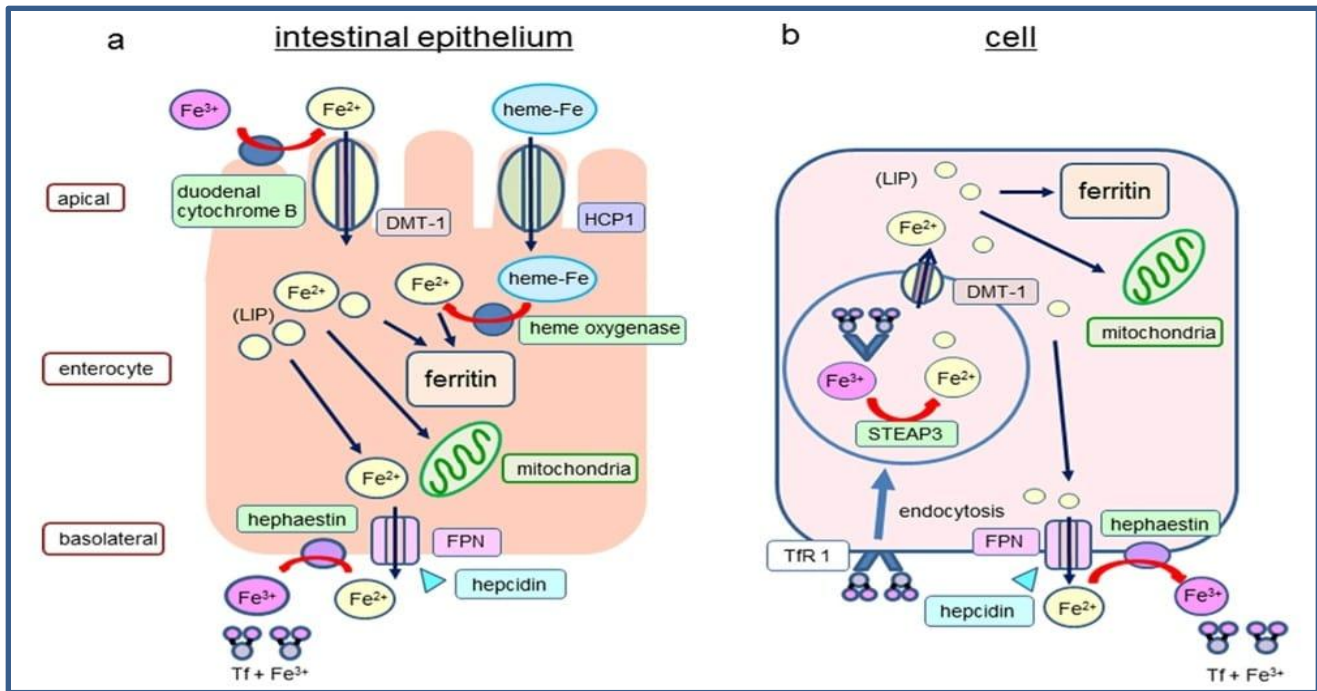 a
intestinal epithelium
Fe³⁺
Fe²⁺
heme-Fe
apical
duodenal
cytochrome B
DMT-1
HCP1
Fe²⁺
Fe²⁺
heme-Fe
(LIP)
heme oxygenase
enterocyte
ferritin
Fe²⁺
mitochondria
hephaestin
basolateral
FPN
Fe³⁺
Fe²⁺
hepcidin
Tf + Fe³⁺
b
cell
(LIP)
ferritin
Fe²⁺
DMT-1
mitochondria
Fe³⁺
Fe²⁺
STEAP3
endocytosis
hephaestin
TfR 1
FPN
hepcidin
Fe²⁺
Fe³⁺
Tf + Fe³⁺